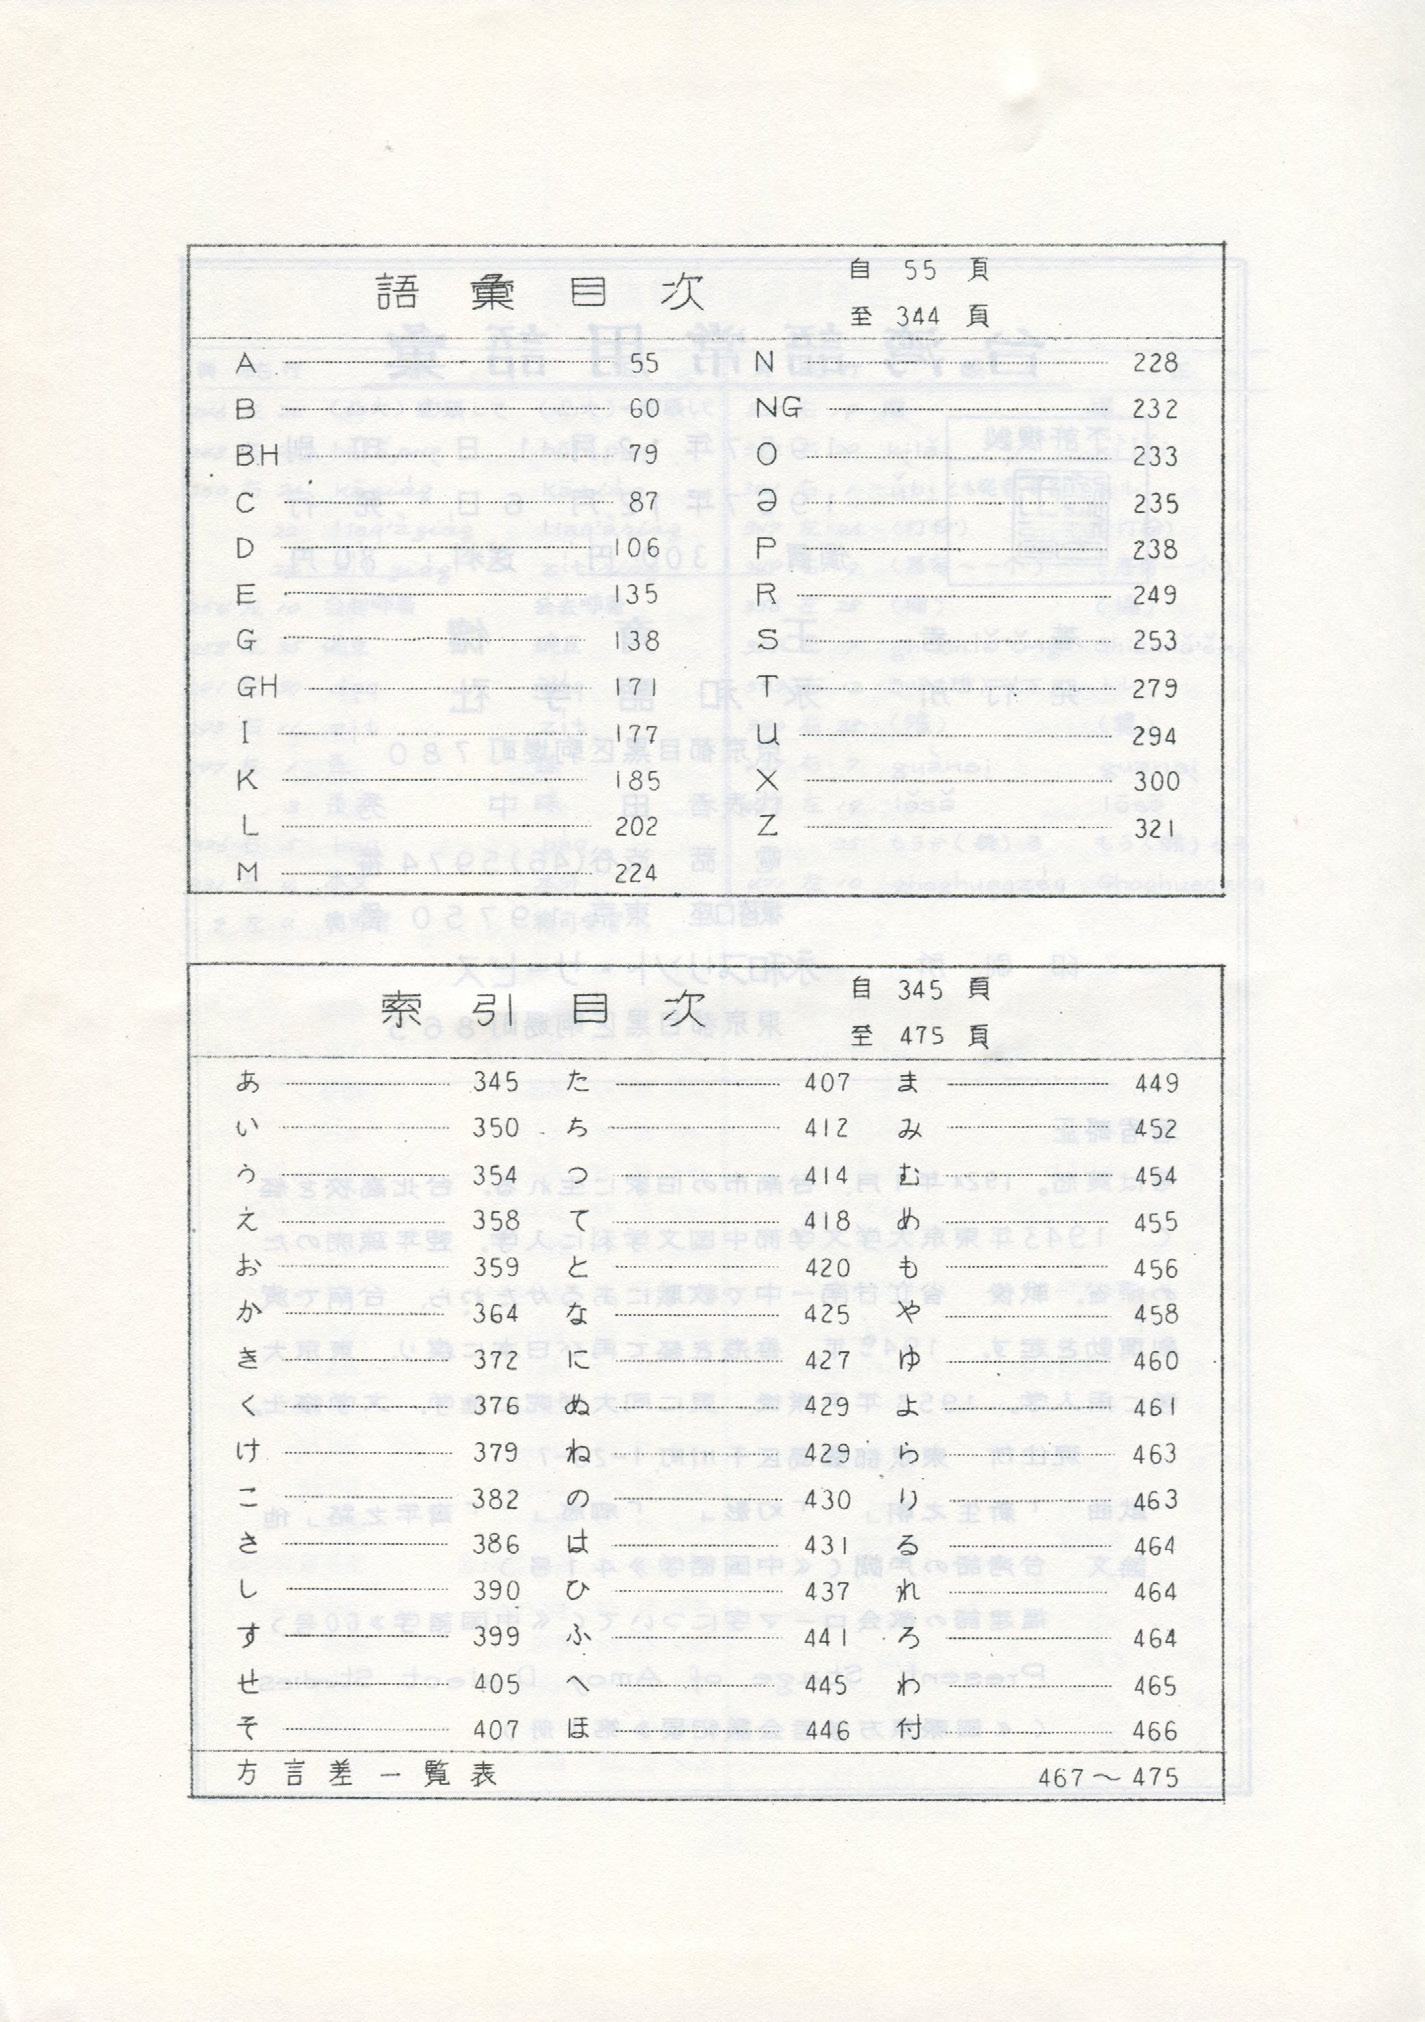 語彙目次 自 55 頁
至 344 頁
A 55 N 228
B 60 NG 232
BH 79 O 233
C 87 Ə 235
D 106 P 238
E 135 R 249
G 138 S 253
GH 171 T 279
I 177 U 294
K 185 X 300
L 202 Z 321
M 224
索引目次 自 345 頁
至 475 頁
あ 345 た 407 ま 449
い 350 ち 412 み 452
う 354 つ 414 む 454
え 358 て 418 め 455
お 359 と 420 も 456
か 364 な 425 や 458
き 372 に 427 ゆ 460
く 376 ぬ 429 よ 461
け 379 ね 429 ら 463
こ 382 の 430 り 463
さ 386 は 431 る 464
し 390 ひ 437 れ 464
す 399 ふ 441 ろ 464
せ 405 へ 445 わ 465
そ 407 ほ 446 付 466
方言差一覧表 467〜475